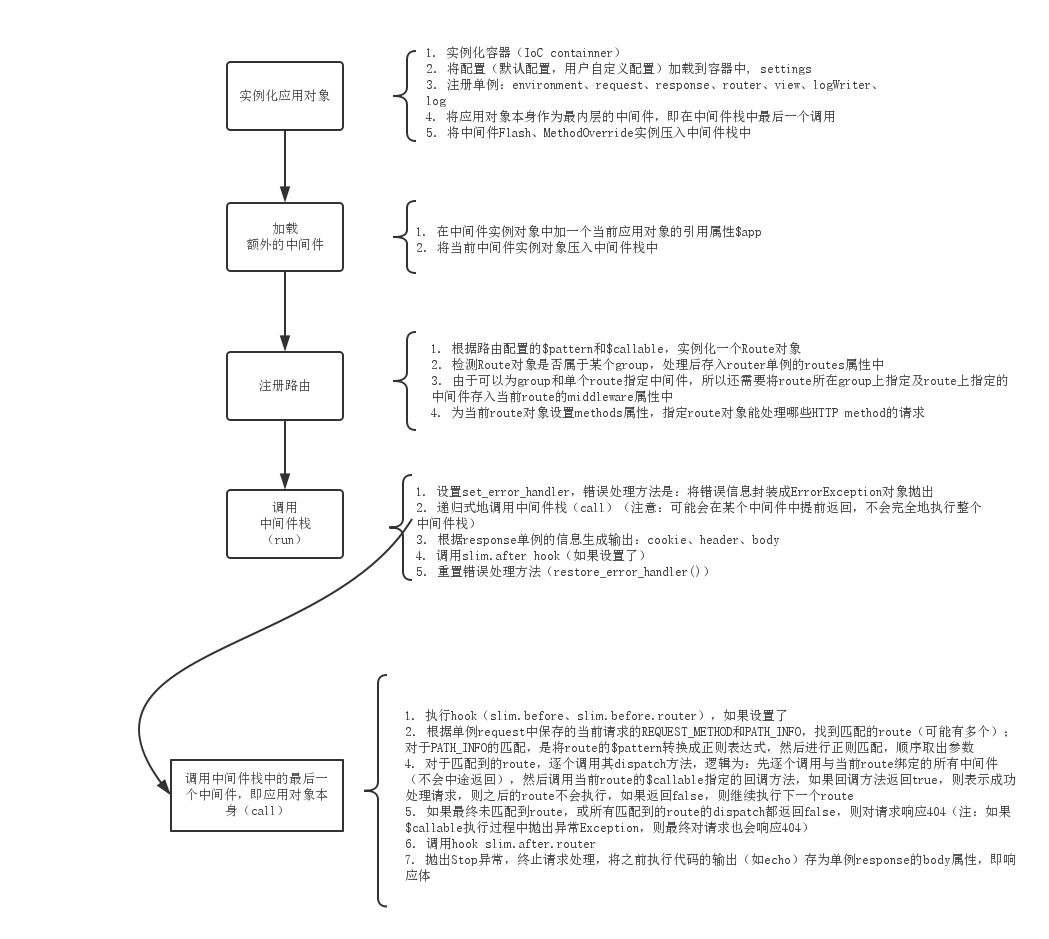 实例化应用对象
1. 实例化容器（IoC containner）
2. 将配置（默认配置，用户自定义配置）加载到容器中, settings
3. 注册单例：environment、request、response、router、view、logWriter、
log
4. 将应用对象本身作为最内层的中间件，即在中间件栈中最后一个调用
5. 将中间件Flash、MethodOverride实例压入中间件栈中
加载
额外的中间件
1. 在中间件实例对象中加一个当前应用对象的引用属性$app
2. 将当前中间件实例对象压入中间件栈中
注册路由
1. 根据路由配置的$pattern和$callable，实例化一个Route对象
2. 检测Route对象是否属于某个group，处理后存入router单例的routes属性中
3. 由于可以为group和单个route指定中间件，所以还需要将route所在group上指定及route上指定的
中间件存入当前route的middleware属性中
4. 为当前route对象设置methods属性，指定route对象能处理哪些HTTP method的请求
调用
中间件栈
（run）
1. 设置set_error_handler，错误处理方法是：将错误信息封装成ErrorException对象抛出
2. 递归式地调用中间件栈（call）（注意：可能会在某个中间件中提前返回，不会完全地执行整个
中间件栈）
3. 根据response单例的信息生成输出：cookie、header、body
4. 调用slim.after hook（如果设置了）
5. 重置错误处理方法（restore_error_handler()）
调用中间件栈中的最后一
个中间件，即应用对象本
身（call）
1. 执行hook（slim.before、slim.before.router），如果设置了
2. 根据单例request中保存的当前请求的REQUEST_METHOD和PATH_INFO，找到匹配的route（可能有多个）；
对于PATH_INFO的匹配，是将route的$pattern转换成正则表达式，然后进行正则匹配，顺序取出参数
4. 对于匹配到的route，逐个调用其dispatch方法，逻辑为：先逐个调用与当前route绑定的所有中间件
（不会中途返回），然后调用当前route的$callable指定的回调方法，如果回调方法返回true，则表示成功
处理请求，则之后的route不会执行，如果返回false，则继续执行下一个route
5. 如果最终未匹配到route，或所有匹配到的route的dispatch都返回false，则对请求响应404（注：如果
$callable执行过程中抛出异常Exception，则最终对请求也会响应404）
6. 调用hook slim.after.router
7. 抛出Stop异常，终止请求处理，将之前执行代码的输出（如echo）存为单例response的body属性，即响
应体